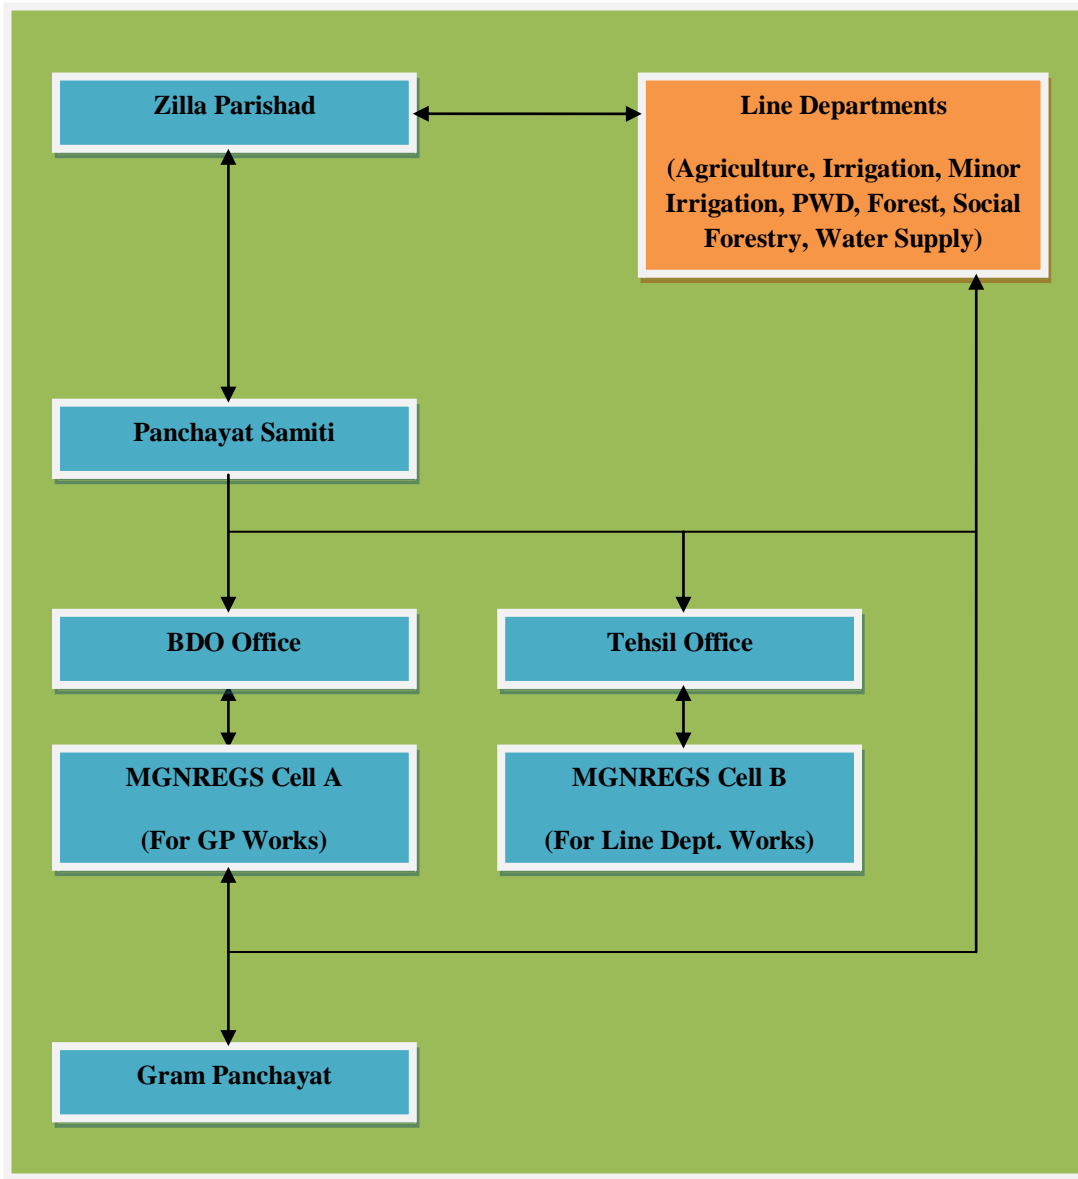 Zilla Parishad
Line Departments
(Agriculture, Irrigation, Minor
Irrigation, PWD, Forest, Social
Forestry, Water Supply)
Panchayat Samiti
BDO Office
Tehsil Office
MGNREGS Cell A
(For GP Works)
MGNREGS Cell B
(For Line Dept. Works)
Gram Panchayat